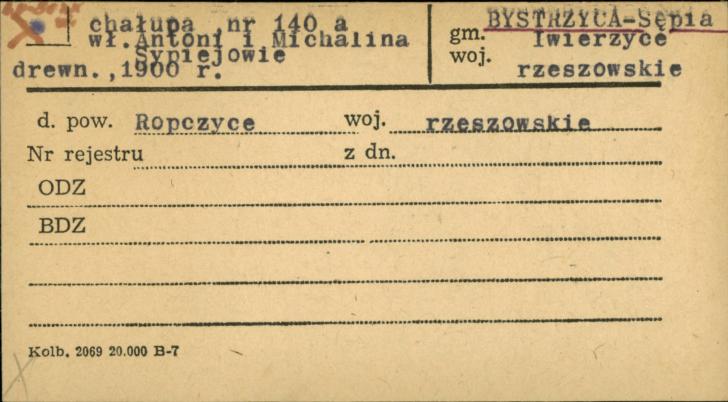 chałupa nr 140 a
wł. Antoni i Michalina
Sypiejowie
drewn., 1900 r.
BYSTRZYCA-Sępia
gm. Iwierzyce
woj. rzeszowskie
d. pow. Ropczyce woj. rzeszowskie
Nr rejestru z dn.
ODZ
BDZ
Kolb. 2069 20.000 B-7